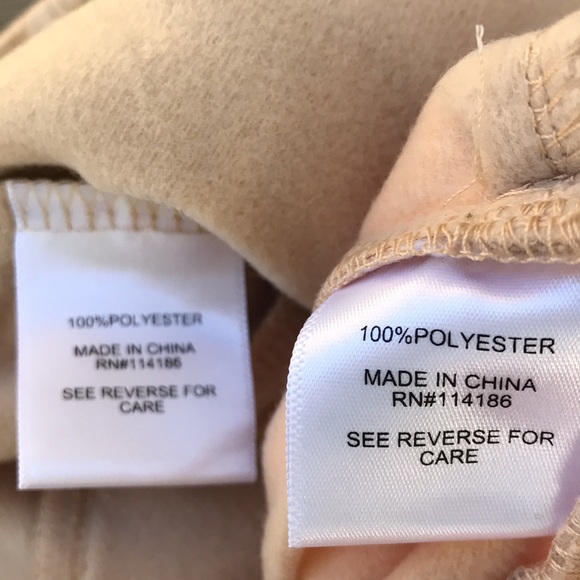 100%POLYESTER
MADE IN CHINA
RN#114186
SEE REVERSE FOR
CARE
100%POLYESTER
MADE IN CHINA
RN#114186
SEE REVERSE FOR
CARE